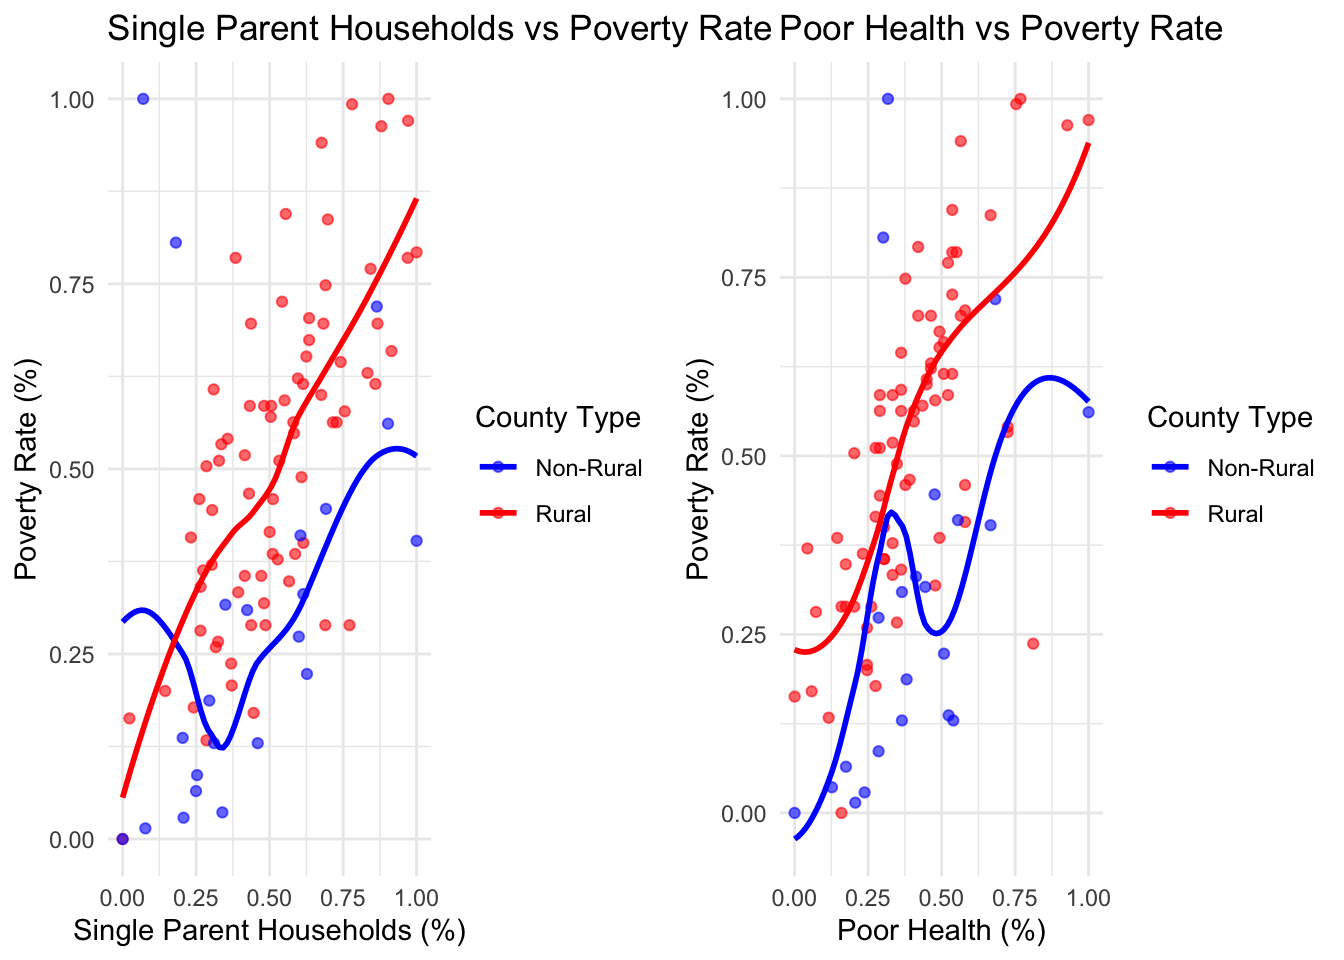 Single Parent Households vs Poverty Rate
1.00
0.75
0.50
0.25
0.00
Poverty Rate (%)
0.00 0.25 0.50 0.75 1.00
Single Parent Households (%)
County Type
Non-Rural
Rural
Poor Health vs Poverty Rate
1.00
0.75
0.50
0.25
0.00
Poverty Rate (%)
0.00 0.25 0.50 0.75 1.00
Poor Health (%)
County Type
Non-Rural
Rural